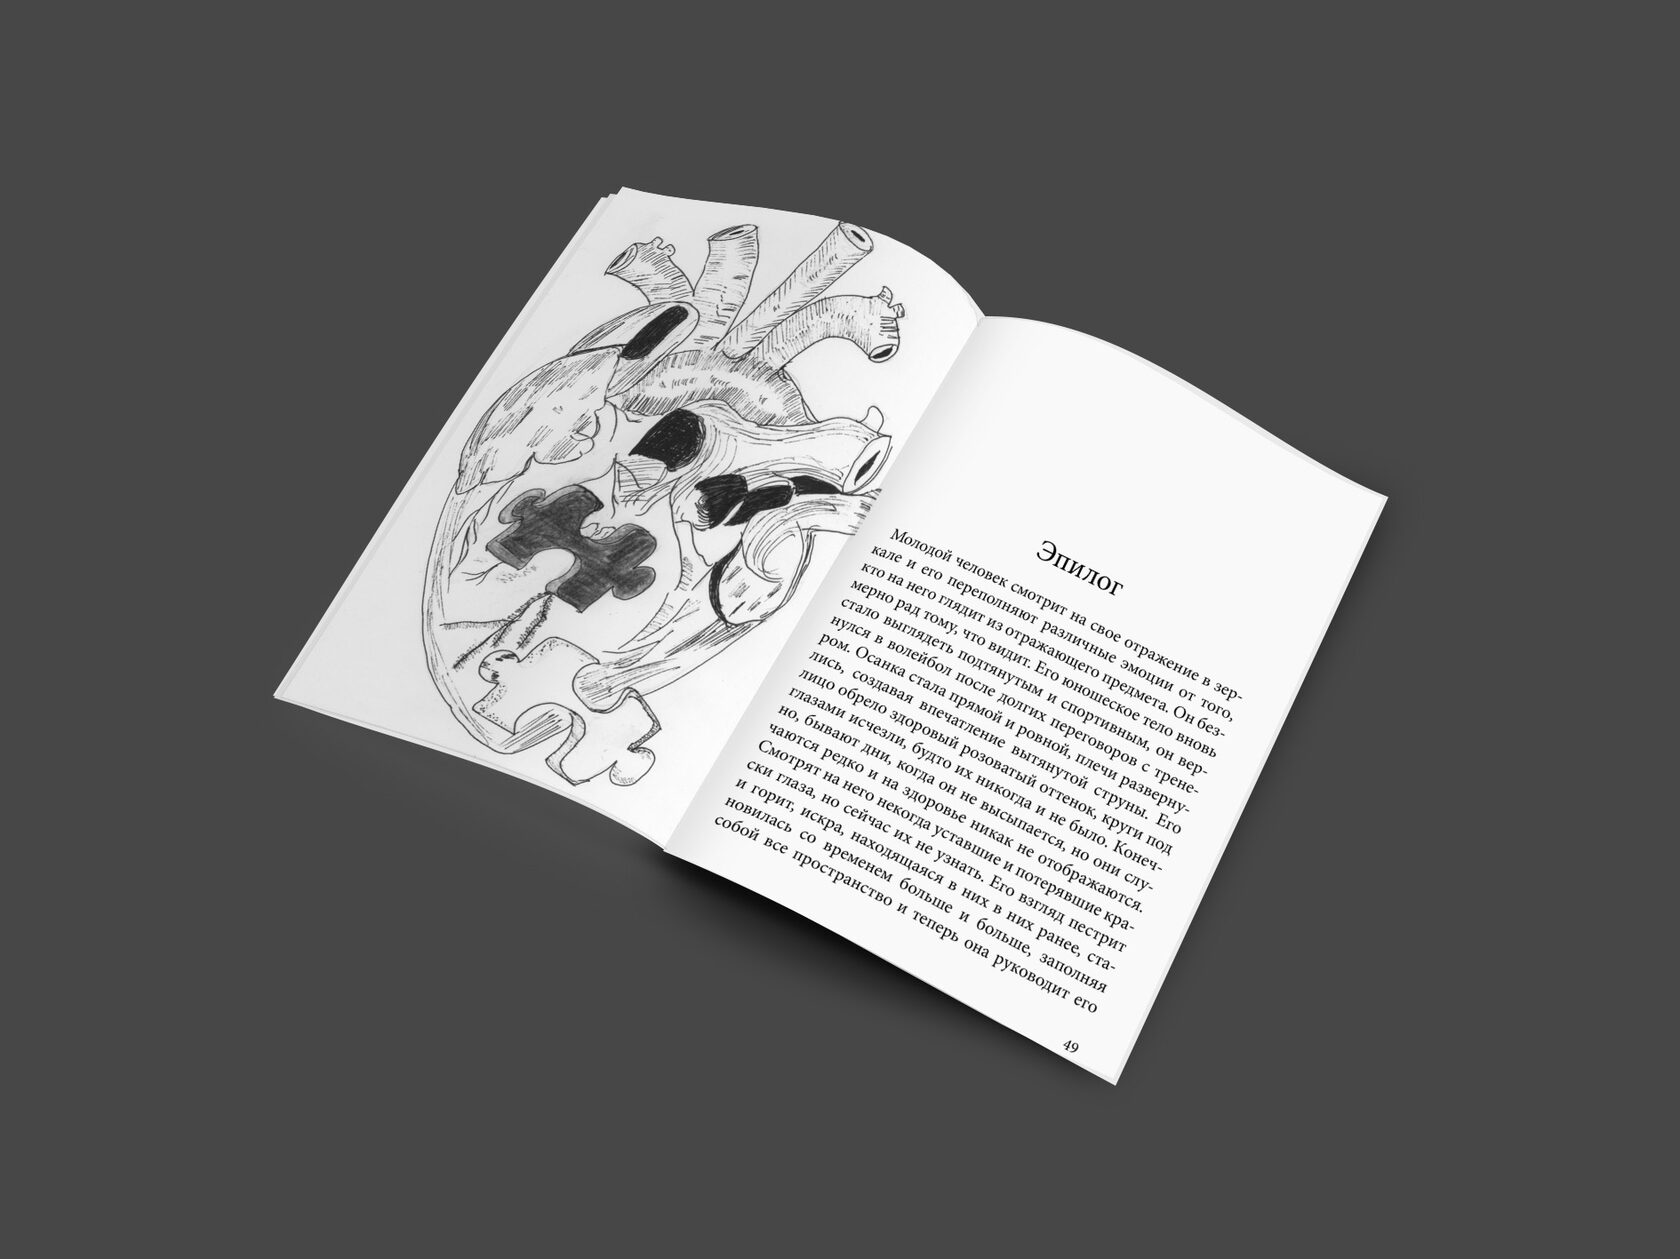 Эпилог
Молодой человек смотрит на свое отражение в зер-
кале и его переполняют различные эмоции от того,
кто на него глядит из отражающего предмета. Он без-
мерно рад тому, что видит. Его юношеское тело вновь
стало выглядеть подтянутым и спортивным, он вер-
нулся в волейбол после долгих переговоров с трене-
ром. Осанка стала прямой и ровной, плечи разверну-
лись, создавая впечатление вытянутой струны. Его
лицо обрело здоровый розоватый оттенок, круги под
глазами исчезли, будто их никогда и не было. Конеч-
но, бывают дни, когда он не высыпается, но они слу-
чаются редко и на здоровье никак не отображаются.
Смотрят на него некогда уставшие и потерявшие кра-
ски глаза, но сейчас их не узнать. Его взгляд пестрит
и горит, искра, находящаяся в них в них ранее, ста-
новилась со временем больше и больше, заполняя
собой все пространство и теперь она руководит его
49